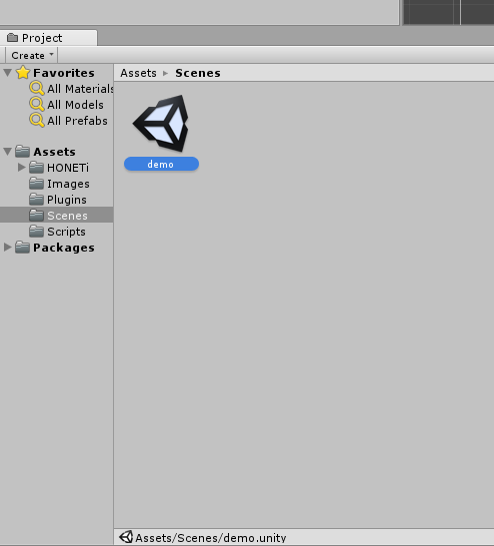 Project
Create
Favorites
All Materials
All Models
All Prefabs
Assets
HONETi
Images
Plugins
Scenes
Scripts
Packages
Assets ▸ Scenes
demo
Assets/Scenes/demo.unity